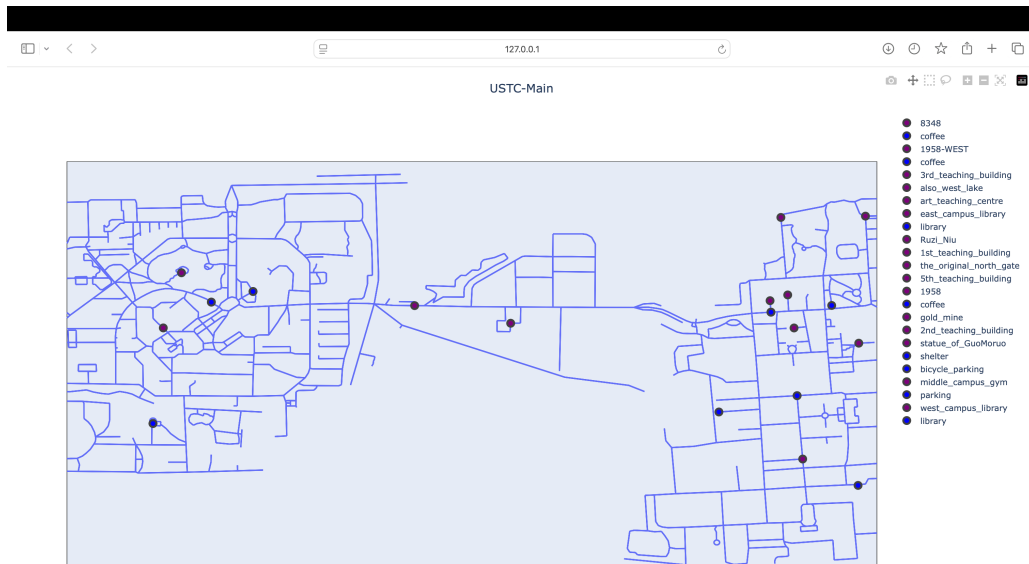 127.0.0.1
USTC-Main
8348
coffee
1958-WEST
coffee
3rd_teaching_building
also_west_lake
art_teaching_centre
east_campus_library
library
Ruzi_Niu
1st_teaching_building
the_original_north_gate
5th_teaching_building
1958
coffee
gold_mine
2nd_teaching_building
statue_of_GuoMoruo
shelter
bicycle_parking
middle_campus_gym
parking
west_campus_library
library